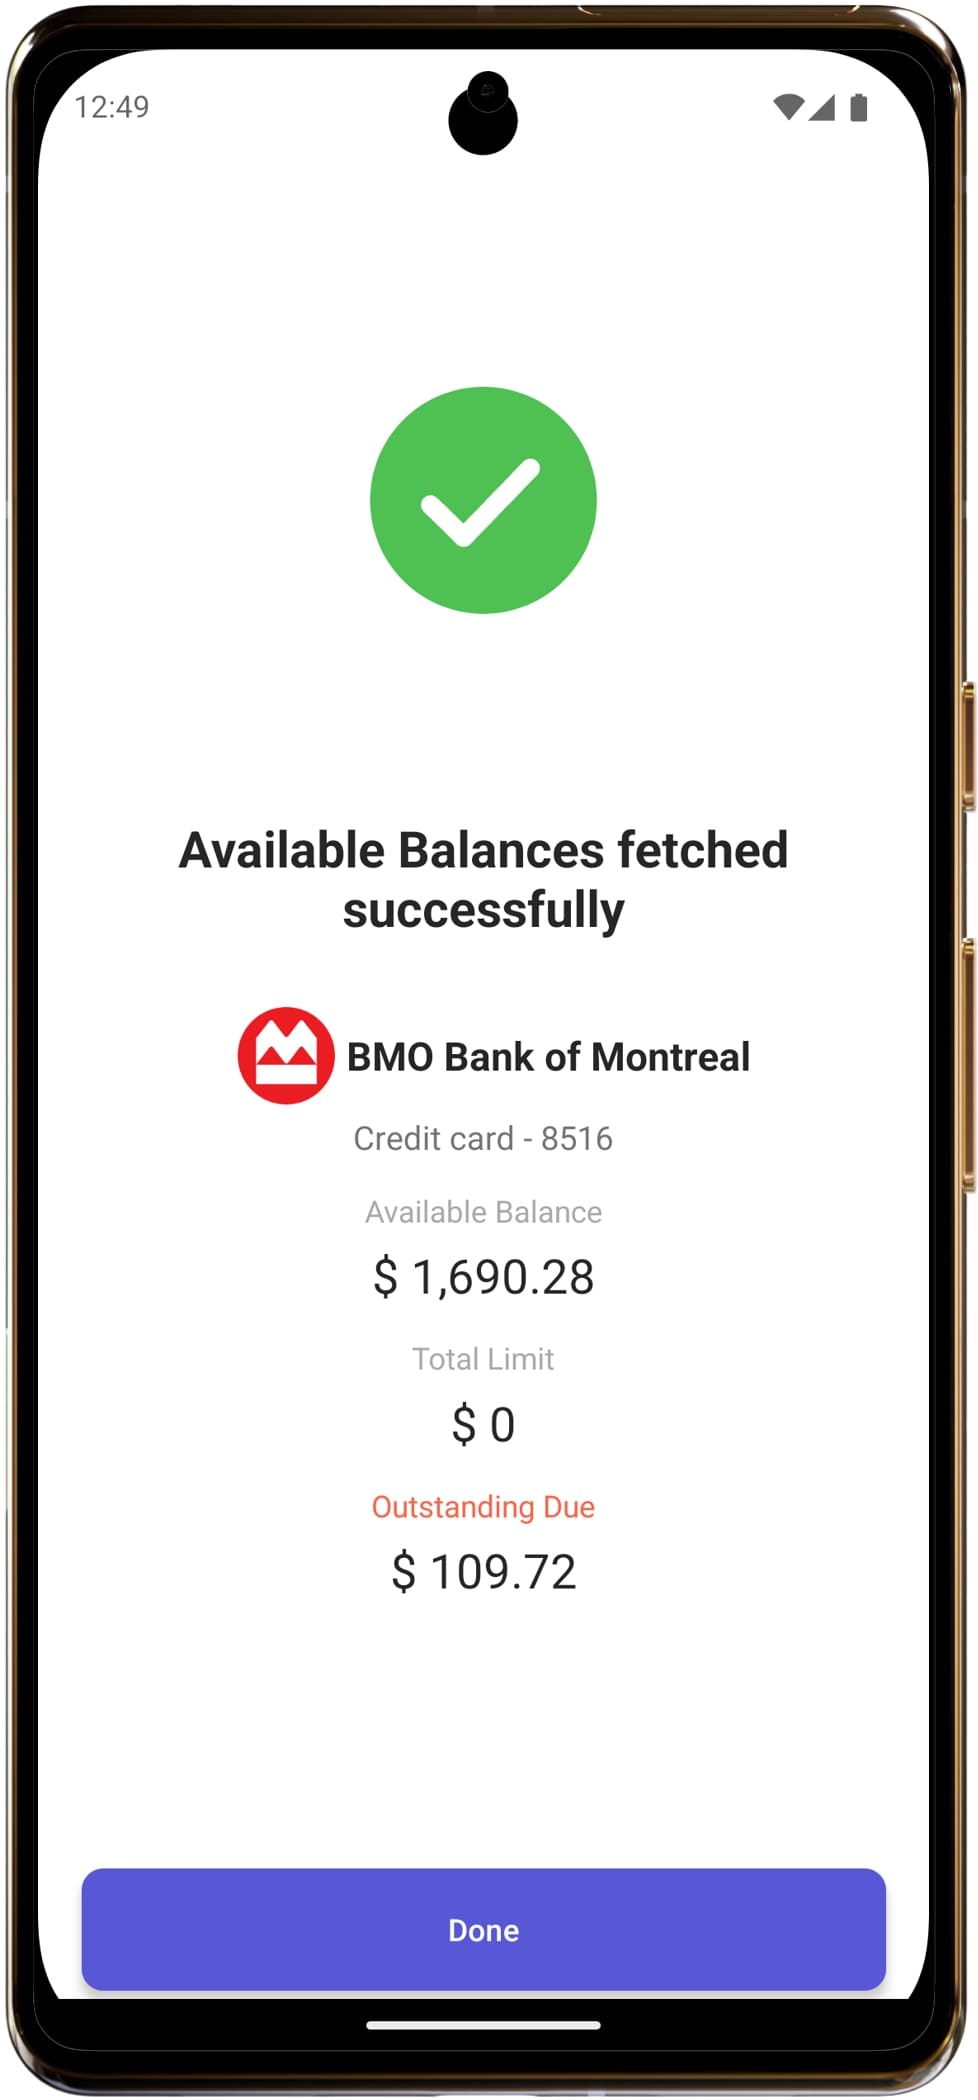 12:49
Available Balances fetched
successfully
BMO Bank of Montreal
Credit card - 8516
Available Balance
$ 1,690.28
Total Limit
$ 0
Outstanding Due
$ 109.72
Done